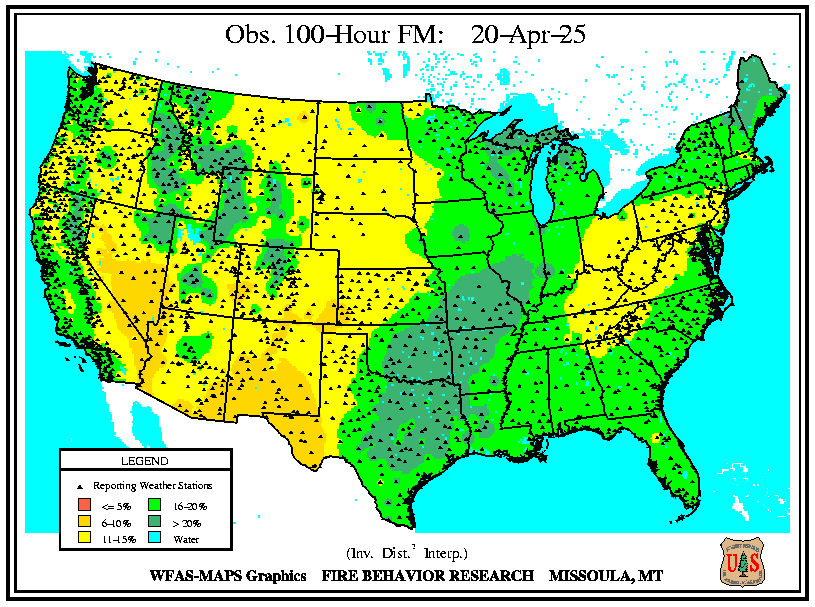 Obs. 100-Hour FM: 20-Apr-25
LEGEND
Reporting Weather Stations
<= 5% 16-20%
6-10% > 20%
11-15% Water
(Inv. Dist.² Interp.)
WFAS-MAPS Graphics FIRE BEHAVIOR RESEARCH MISSOULA, MT
U S